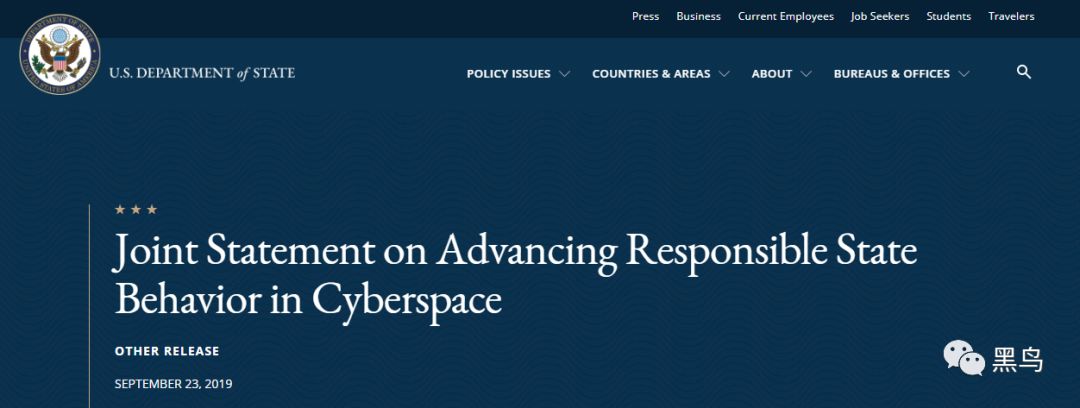 Press Business Current Employees Job Seekers Students Travelers
U.S. DEPARTMENT of STATE
POLICY ISSUES COUNTRIES & AREAS ABOUT BUREAUS & OFFICES
Joint Statement on Advancing Responsible State
Behavior in Cyberspace
OTHER RELEASE
SEPTEMBER 23, 2019
黑鸟